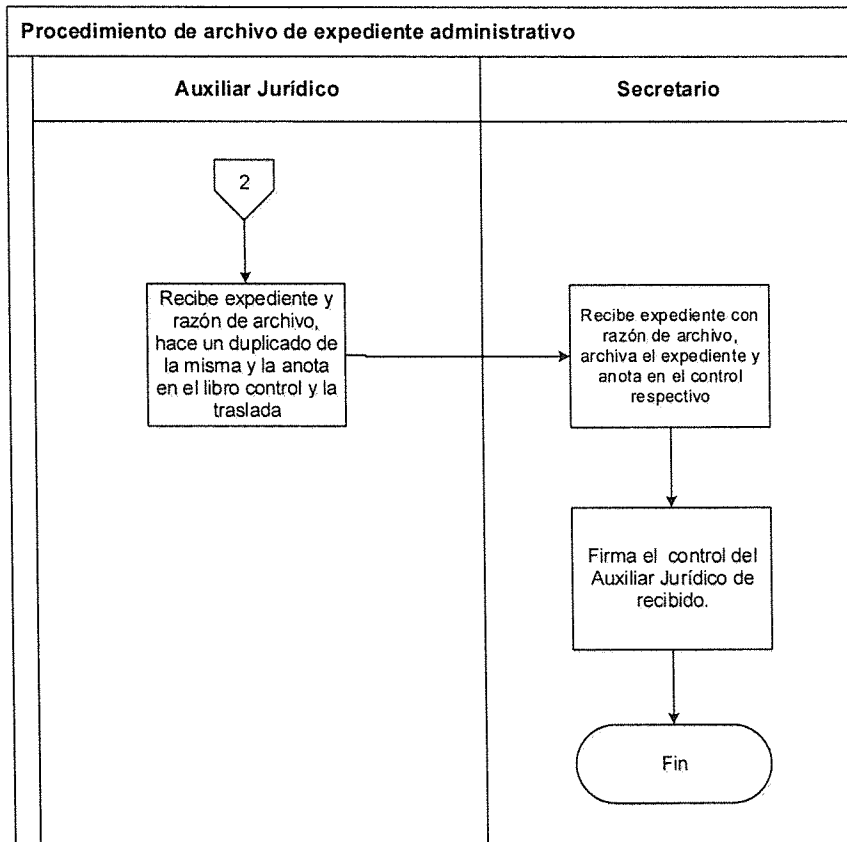 Procedimiento de archivo de expediente administrativo
Auxiliar Jurídico
Secretario
2
Recibe expediente y
razón de archivo,
hace un duplicado de
la misma y la anota
en el libro control y la
traslada
Recibe expediente con
razón de archivo,
archiva el expediente y
anota en el control
respectivo
Firma el control del
Auxiliar Jurídico de
recibido.
Fin